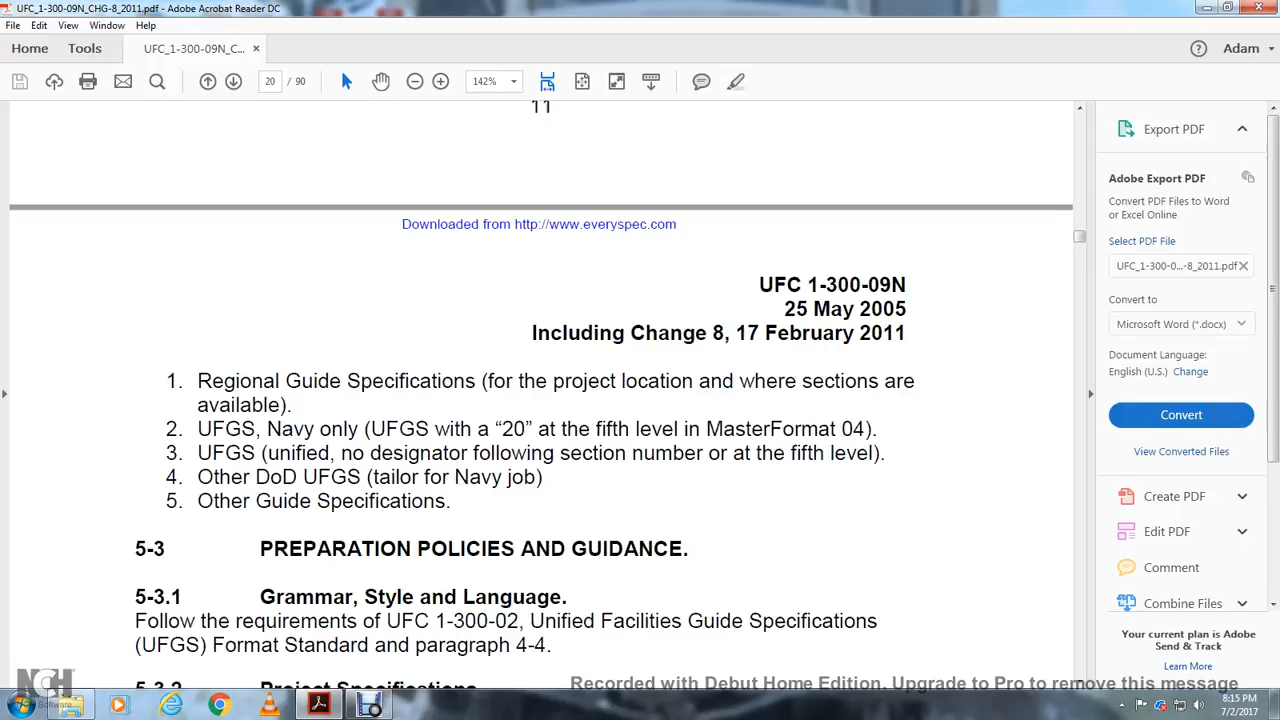 UFC_1-300-09N_CHG-8_2011.pdf - Adobe Acrobat Reader DC
File Edit View Window Help
Home Tools UFC_1-300-09N_C... × Adam
20 / 90 142%
11
Downloaded from http://www.everyspec.com
UFC 1-300-09N
25 May 2005
Including Change 8, 17 February 2011
1. Regional Guide Specifications (for the project location and where sections are
available).
2. UFGS, Navy only (UFGS with a “20” at the fifth level in MasterFormat 04).
3. UFGS (unified, no designator following section number or at the fifth level).
4. Other DoD UFGS (tailor for Navy job)
5. Other Guide Specifications.
5-3 PREPARATION POLICIES AND GUIDANCE.
5-3.1 Grammar, Style and Language.
Follow the requirements of UFC 1-300-02, Unified Facilities Guide Specifications
(UFGS) Format Standard and paragraph 4-4.
5-3.2 Project Specifications
Export PDF
Adobe Export PDF
Convert PDF Files to Word
or Excel Online
Select PDF File
UFC_1-300-0...-8_2011.pdf ×
Convert to
Microsoft Word (*.docx)
Document Language:
English (U.S.) Change
Convert
View Converted Files
Create PDF
Edit PDF
Comment
Combine Files
Your current plan is Adobe
Send & Track
Learn More
NCH
Software
Recorded with Debut Home Edition. Upgrade to Pro to remove this message
8:15 PM
7/2/2017